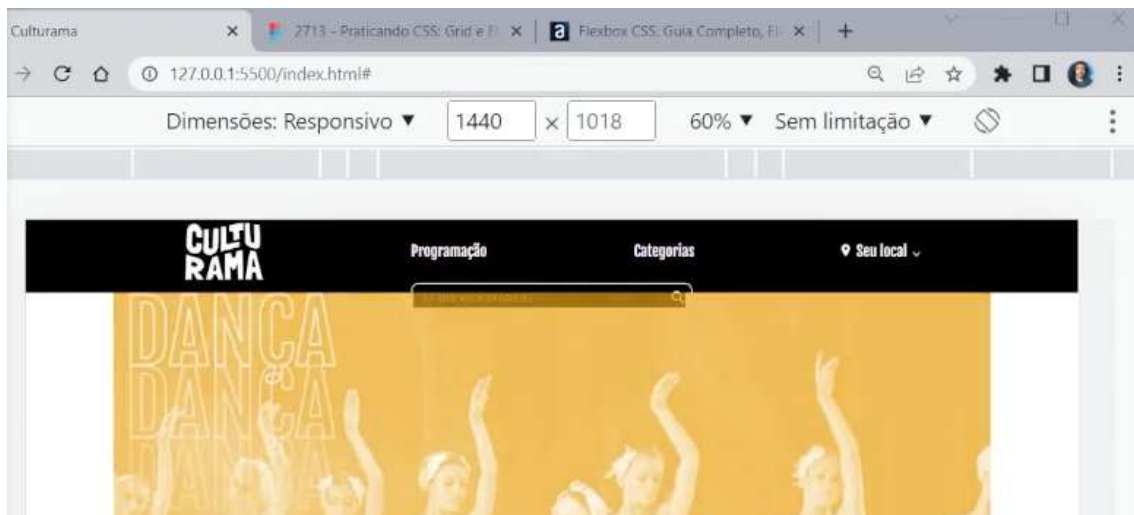 Culturama
2713 - Praticando CSS: Grid e Fl
Flexbox CSS: Guia Completo, El
127.0.0.1:5500/index.html#
Dimensões: Responsivo ▼ 1440 × 1018 60% ▼ Sem limitação ▼
CULTU
RAMA
Programação
Categorias
Seu local
DANÇA
DANÇA
DANÇA